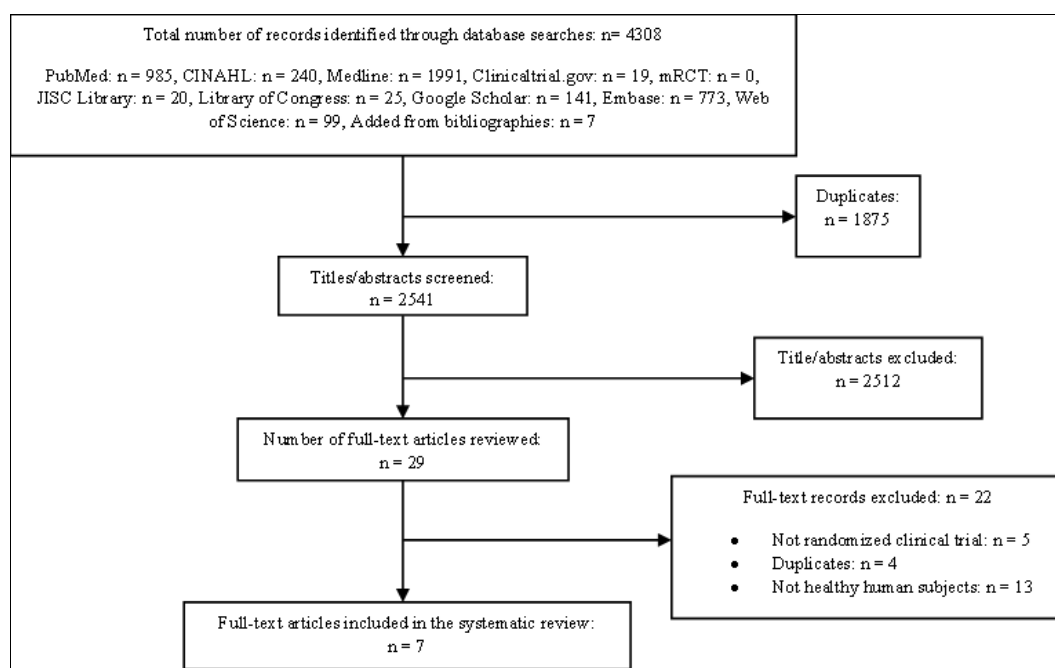 Total number of records identified through database searches: n= 4308
PubMed: n = 985, CINAHL: n = 240, Medline: n = 1991, Clinicaltrial.gov: n = 19, mRCT: n = 0,
JISC Library: n = 20, Library of Congress: n = 25, Google Scholar: n = 141, Embase: n = 773, Web
of Science: n = 99, Added from bibliographies: n = 7
Duplicates:
n = 1875
Titles/abstracts screened:
n = 2541
Title/abstracts excluded:
n = 2512
Number of full-text articles reviewed:
n = 29
Full-text records excluded: n = 22
• Not randomized clinical trial: n = 5
• Duplicates: n = 4
• Not healthy human subjects: n = 13
Full-text articles included in the systematic review:
n = 7